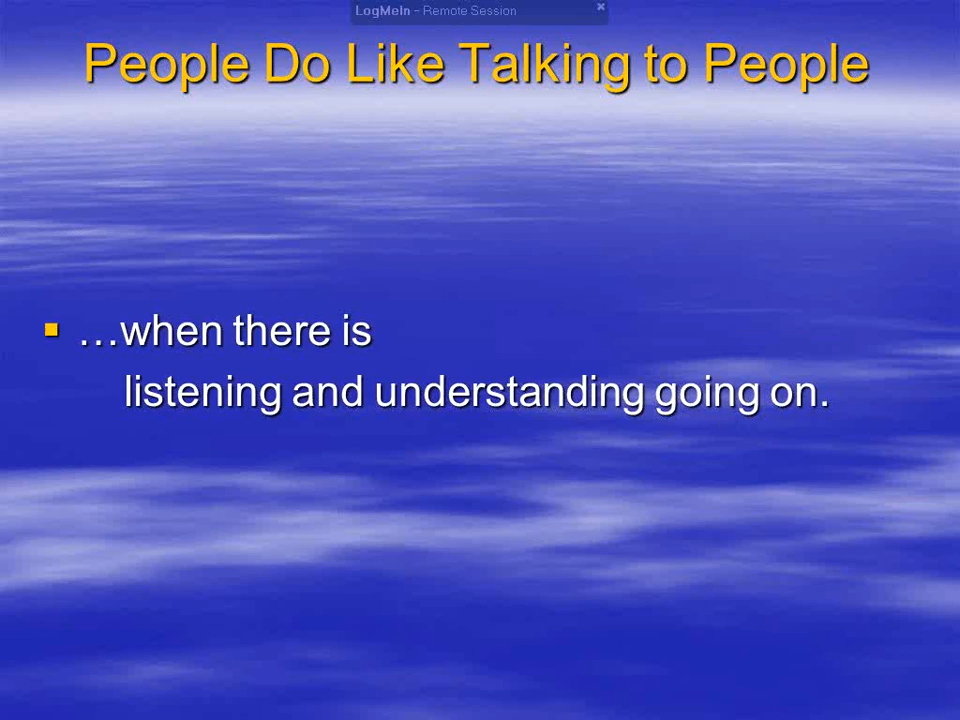 LogMeIn - Remote Session
People Do Like Talking to People
…when there is
listening and understanding going on.